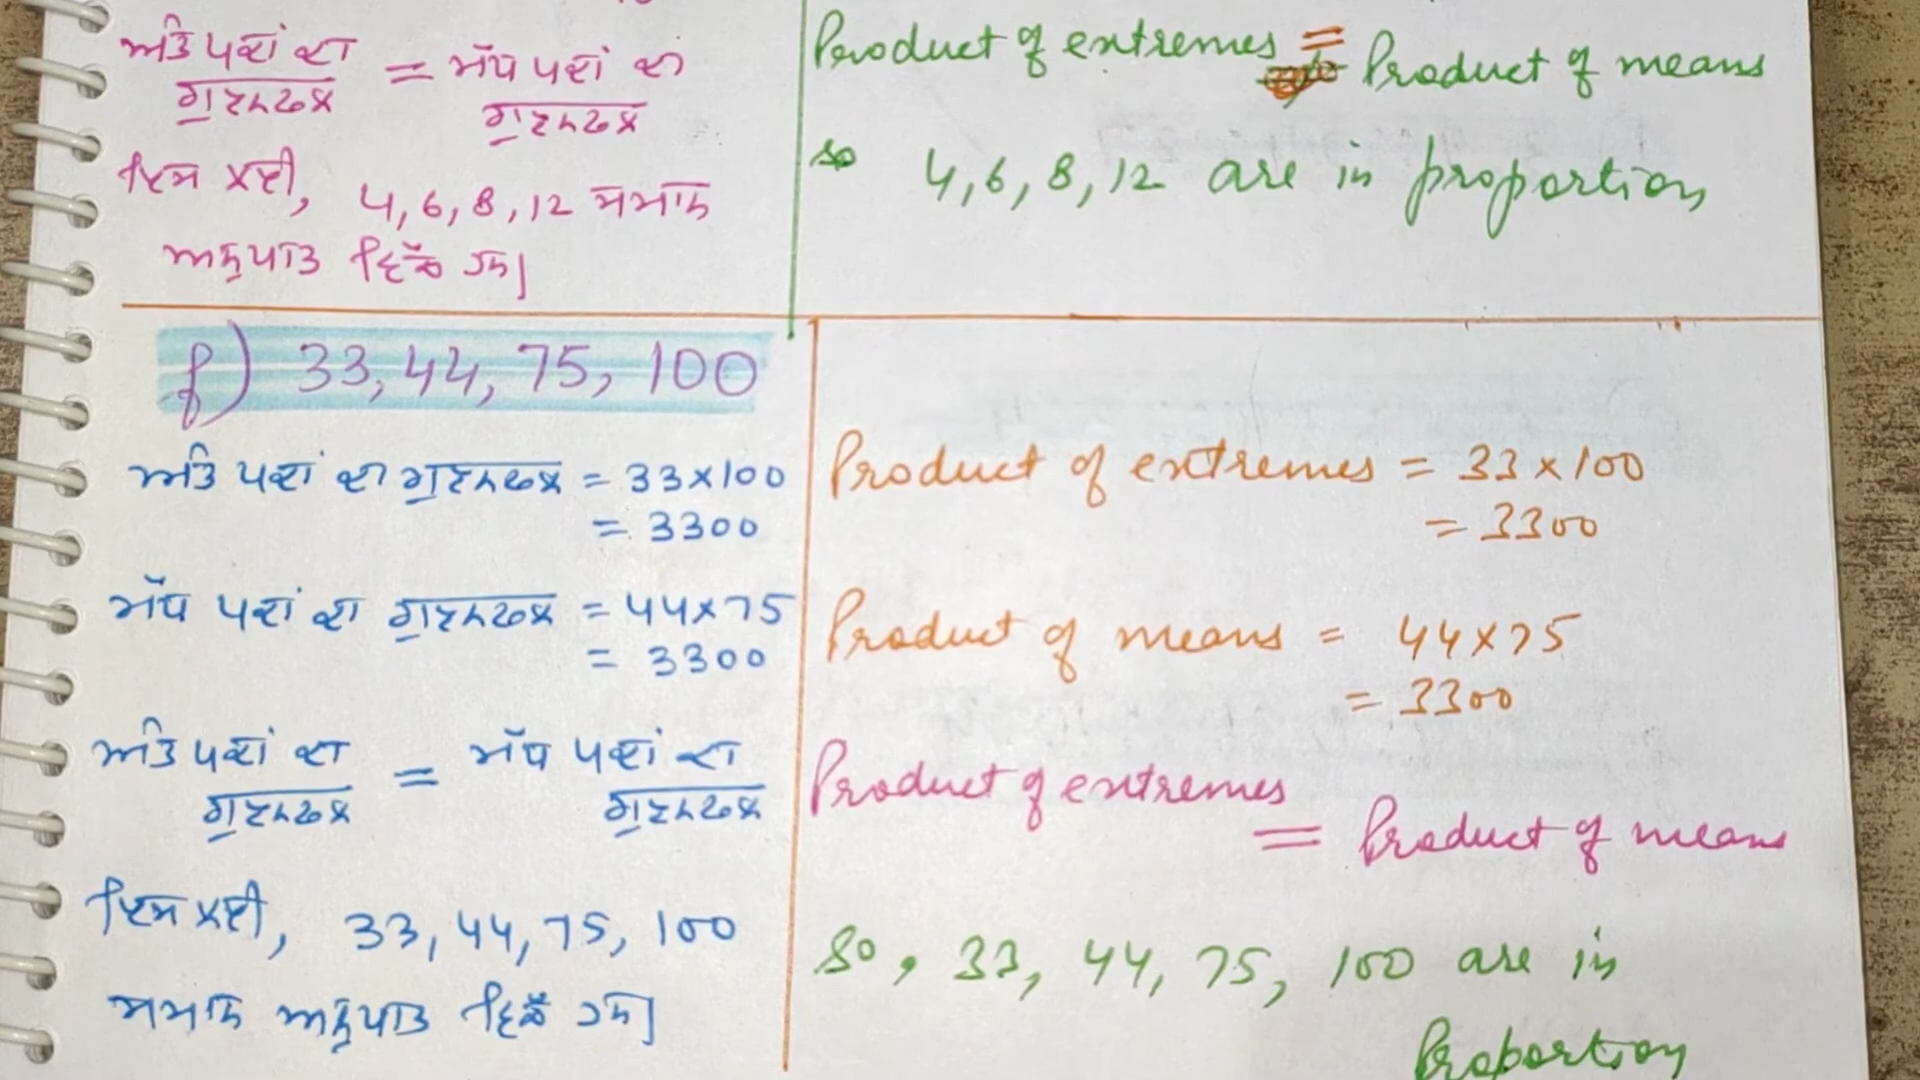 ਅੰਤ ਪਦਾਂ ਦਾ = ਮੱਧ ਪਦਾਂ ਦਾ
ਗੁਣਨਫਲ ਗੁਣਨਫਲ
ਇਸ ਲਈ, 4, 6, 8, 12 ਸਮਾਨ
ਅਨੁਪਾਤ ਵਿੱਚ ਹਨ।
Product of extremes = Product of means
so 4, 6, 8, 12 are in proportion
f) 33, 44, 75, 100
ਅੰਤ ਪਦਾਂ ਦਾ ਗੁਣਨਫਲ = 33×100
= 3300
ਮੱਧ ਪਦਾਂ ਦਾ ਗੁਣਨਫਲ = 44×75
= 3300
ਅੰਤ ਪਦਾਂ ਦਾ = ਮੱਧ ਪਦਾਂ ਦਾ
ਗੁਣਨਫਲ ਗੁਣਨਫਲ
ਇਸ ਲਈ, 33, 44, 75, 100
ਸਮਾਨ ਅਨੁਪਾਤ ਵਿੱਚ ਹਨ।
Product of extremes = 33×100
= 3300
Product of means = 44×75
= 3300
Product of extremes
= Product of means
So, 33, 44, 75, 100 are in
Proportion